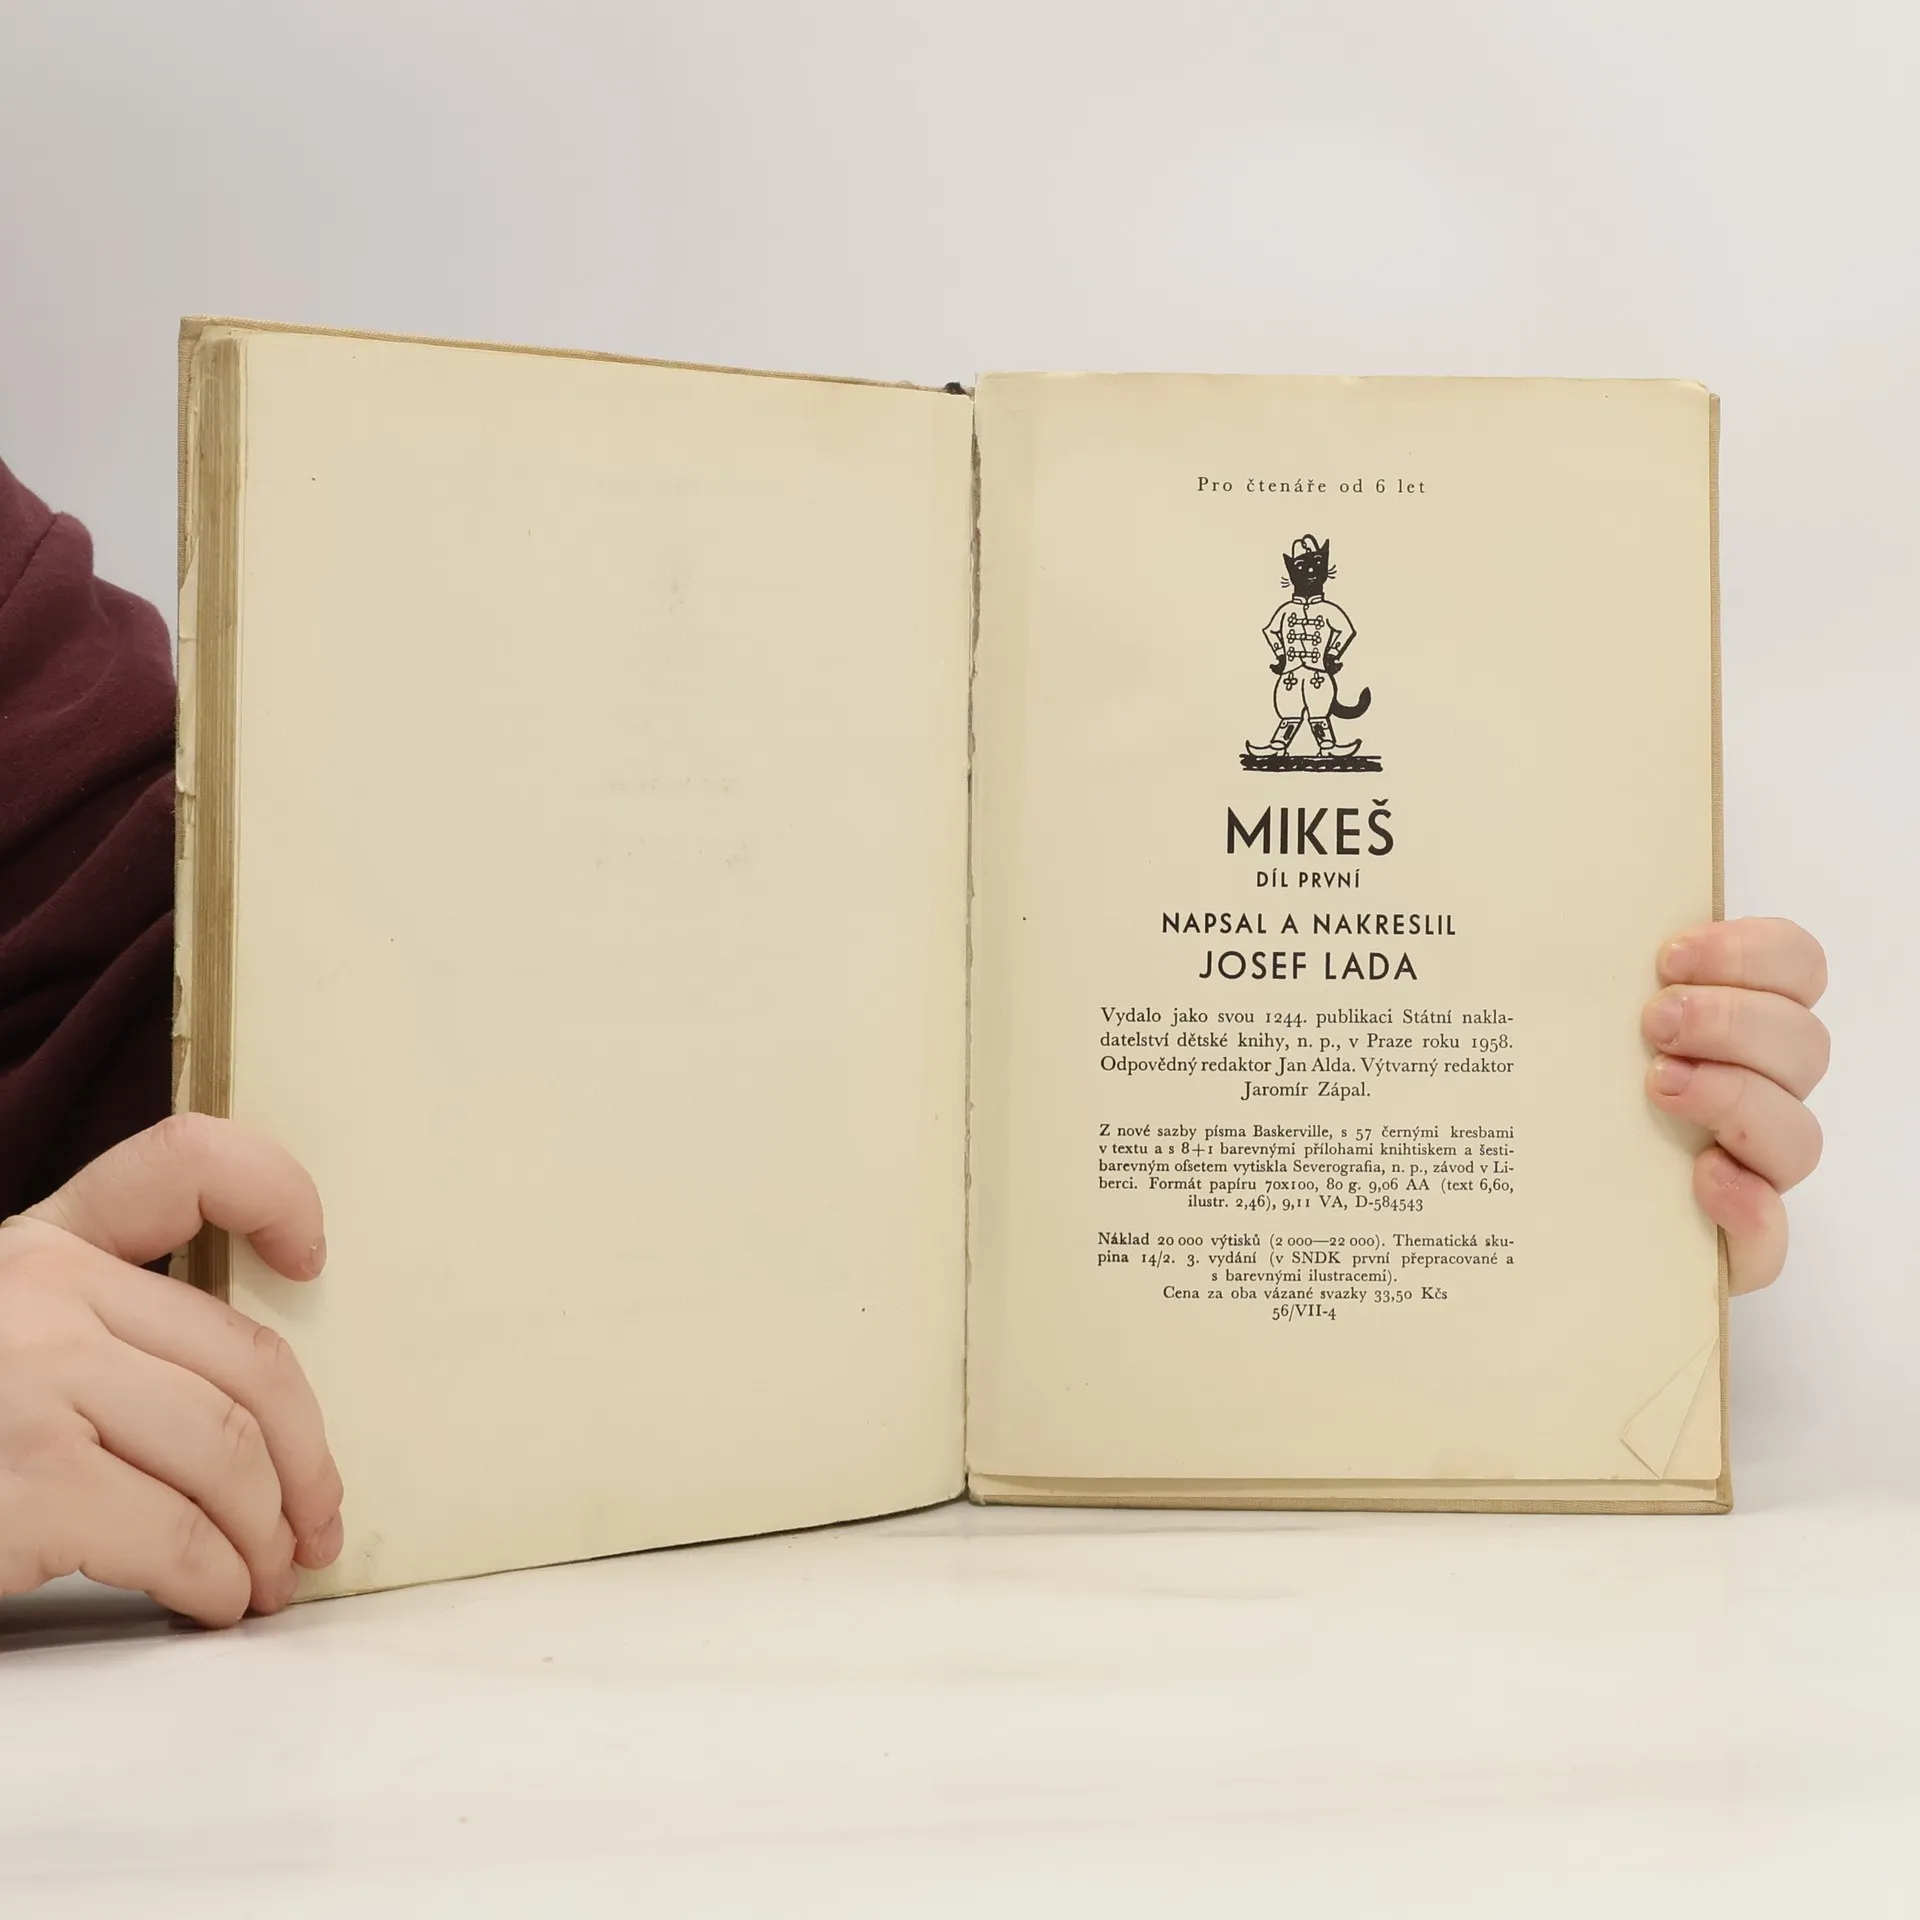 Pro čtenáře od 6 let
MIKEŠ
DÍL PRVNÍ
NAPSAL A NAKRESLIL
JOSEF LADA
Vydalo jako svou 1244. publikaci Státní nakla-
datelství dětské knihy, n. p., v Praze roku 1958.
Odpovědný redaktor Jan Alda. Výtvarný redaktor
Jaromír Zápal.
Z nové sazby písma Baskerville, s 57 černými kresbami
v textu a s 8+1 barevnými přílohami knihtiskem a šesti-
barevným ofsetem vytiskla Severografia, n. p., závod v Li-
berci. Formát papíru 70x100, 80 g. 9,06 AA (text 6,60,
ilustr. 2,46), 9,11 VA, D-584543
Náklad 20 000 výtisků (2 000—22 000). Thematická sku-
pina 14/2. 3. vydání (v SNDK první přepracované a
s barevnými ilustracemi).
Cena za oba vázané svazky 33,50 Kčs
56/VII-4